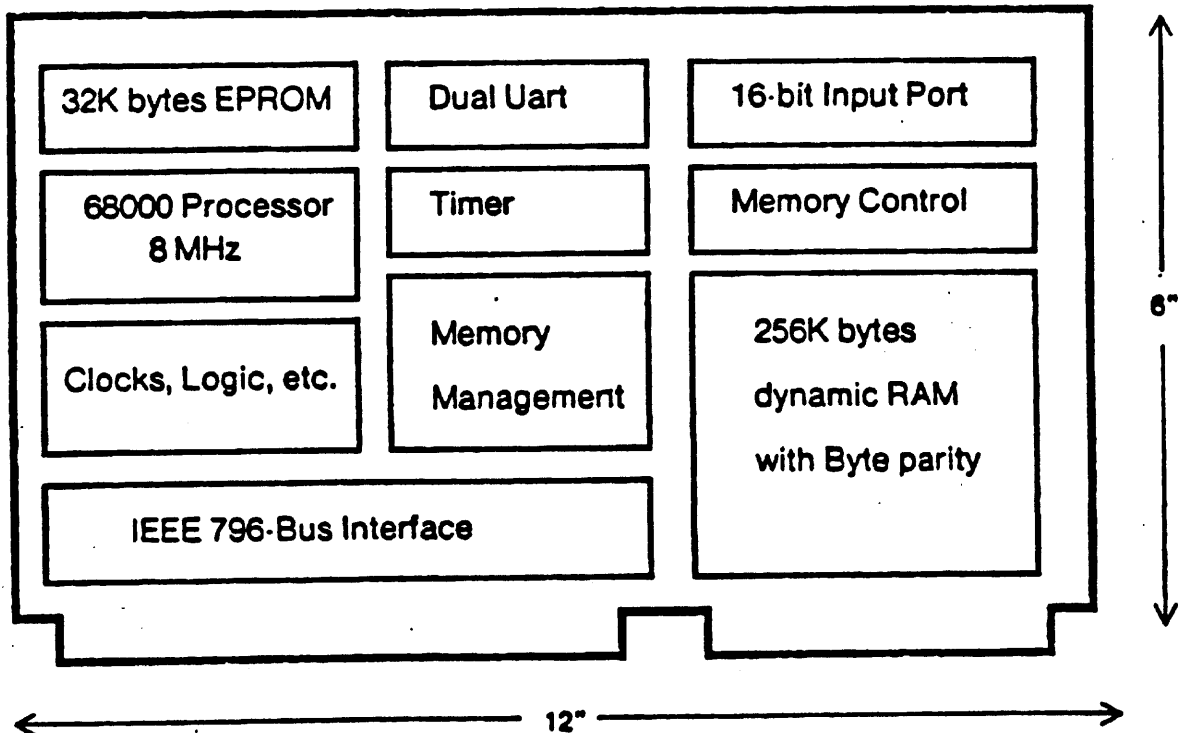 32K bytes EPROM
Dual Uart
16-bit Input Port
68000 Processor
8 MHz
Timer
Memory Control
Clocks, Logic, etc.
Memory
Management
256K bytes
dynamic RAM
with Byte parity
IEEE 796-Bus Interface
6"
12"